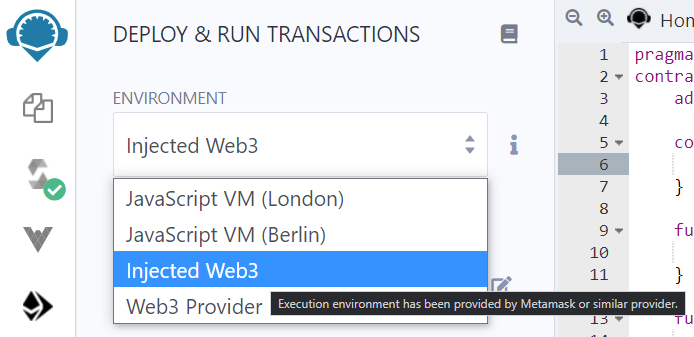 DEPLOY & RUN TRANSACTIONS
ENVIRONMENT
Injected Web3
i
JavaScript VM (London)
JavaScript VM (Berlin)
Injected Web3
Web3 Provider
Execution environment has been provided by Metamask or similar provider.
Hom
1 pragma
2 contra
3 ad
4
5 co
6
7 }
8
9 fu
10
11 }
13 fu